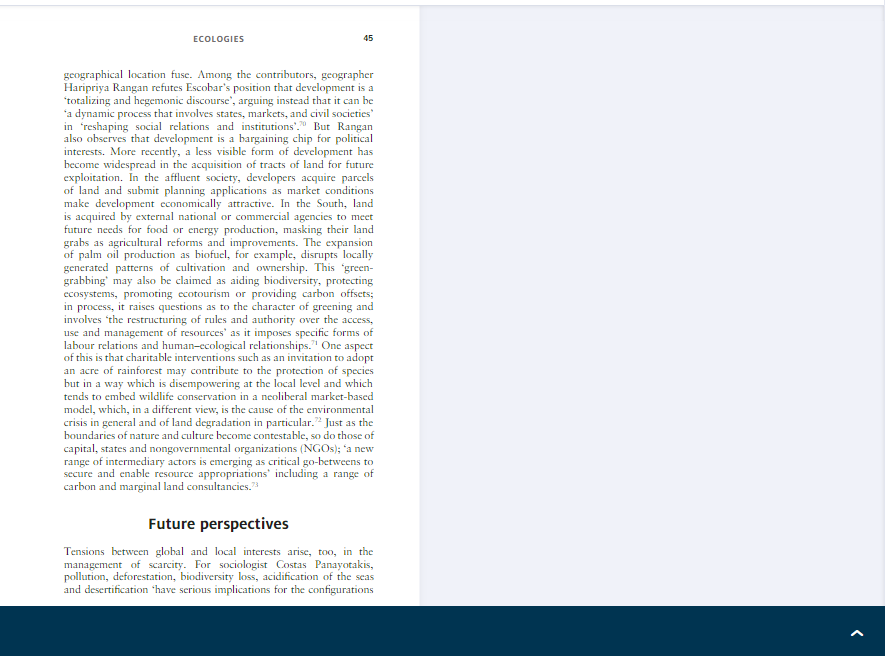 ECOLOGIES 45
geographical location fuse. Among the contributors, geographer
Haripriya Rangan refutes Escobar's position that development is a
'totalizing and hegemonic discourse', arguing instead that it can be
'a dynamic process that involves states, markets, and civil societies'
in 'reshaping social relations and institutions'.70 But Rangan
also observes that development is a bargaining chip for political
interests. More recently, a less visible form of development has
become widespread in the acquisition of tracts of land for future
exploitation. In the affluent society, developers acquire parcels
of land and submit planning applications as market conditions
make development economically attractive. In the South, land
is acquired by external national or commercial agencies to meet
future needs for food or energy production, masking their land
grabs as agricultural reforms and improvements. The expansion
of palm oil production as biofuel, for example, disrupts locally
generated patterns of cultivation and ownership. This 'green-
grabbing' may also be claimed as aiding biodiversity, protecting
ecosystems, promoting ecotourism or providing carbon offsets;
in process, it raises questions as to the character of greening and
involves 'the restructuring of rules and authority over the access,
use and management of resources' as it imposes specific forms of
labour relations and human–ecological relationships.71 One aspect
of this is that charitable interventions such as an invitation to adopt
an acre of rainforest may contribute to the protection of species
but in a way which is disempowering at the local level and which
tends to embed wildlife conservation in a neoliberal market-based
model, which, in a different view, is the cause of the environmental
crisis in general and of land degradation in particular.72 Just as the
boundaries of nature and culture become contestable, so do those of
capital, states and nongovernmental organizations (NGOs); 'a new
range of intermediary actors is emerging as critical go-betweens to
secure and enable resource appropriations' including a range of
carbon and marginal land consultancies.73
Future perspectives
Tensions between global and local interests arise, too, in the
management of scarcity. For sociologist Costas Panayotakis,
pollution, deforestation, biodiversity loss, acidification of the seas
and desertification 'have serious implications for the configurations